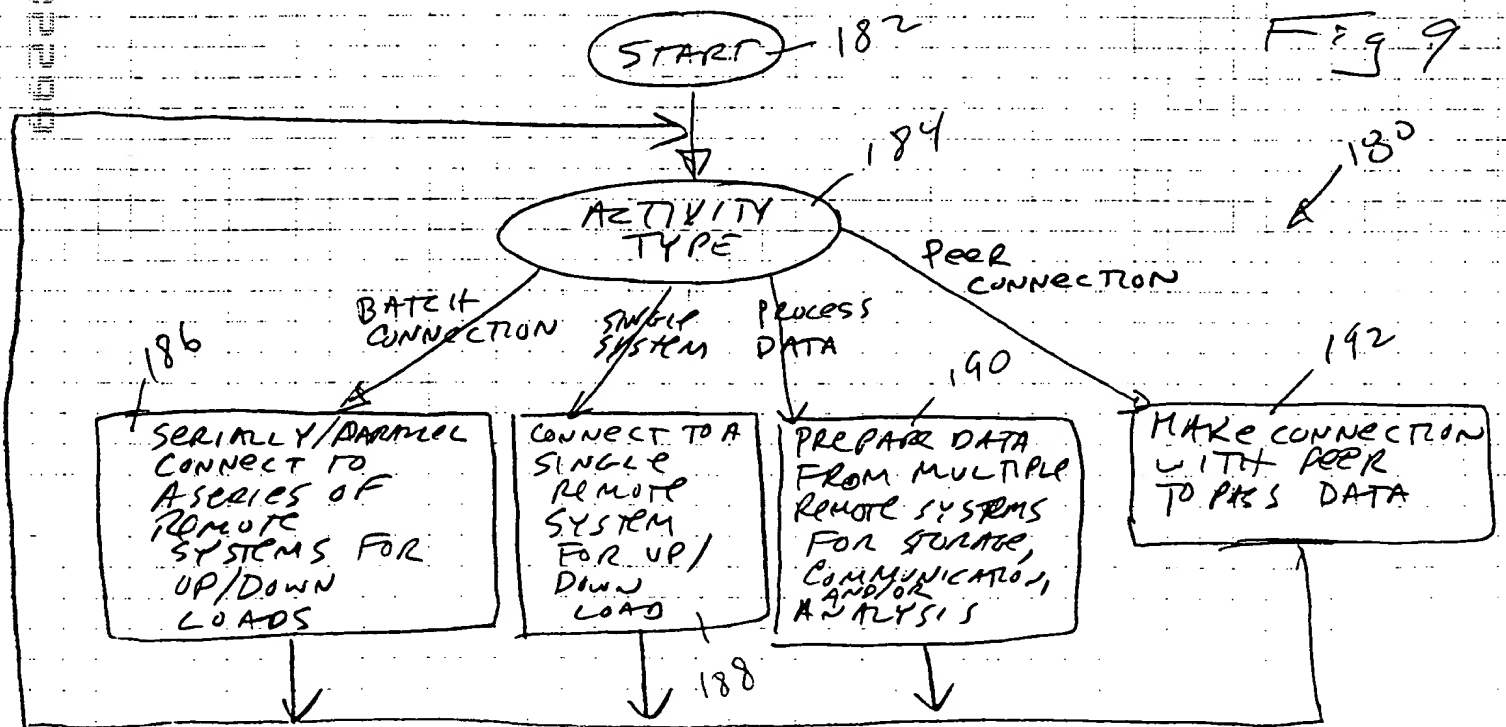 START 182
Fig 9
180
184
ACTIVITY
TYPE
PEER
CONNECTION
BATCH
CONNECTION
SINGLE
SYSTEM
PROCESS
DATA
186
SERIALLY/PARALLEL
CONNECT TO
A SERIES OF
REMOTE
SYSTEMS FOR
UP/DOWN
LOADS
CONNECT TO A
SINGLE
REMOTE
SYSTEM
FOR UP/
DOWN
LOAD
188
190
PREPARE DATA
FROM MULTIPLE
REMOTE SYSTEMS
FOR STORAGE,
COMMUNICATION,
AND/OR
ANALYSIS
192
MAKE CONNECTION
WITH PEER
TO PASS DATA